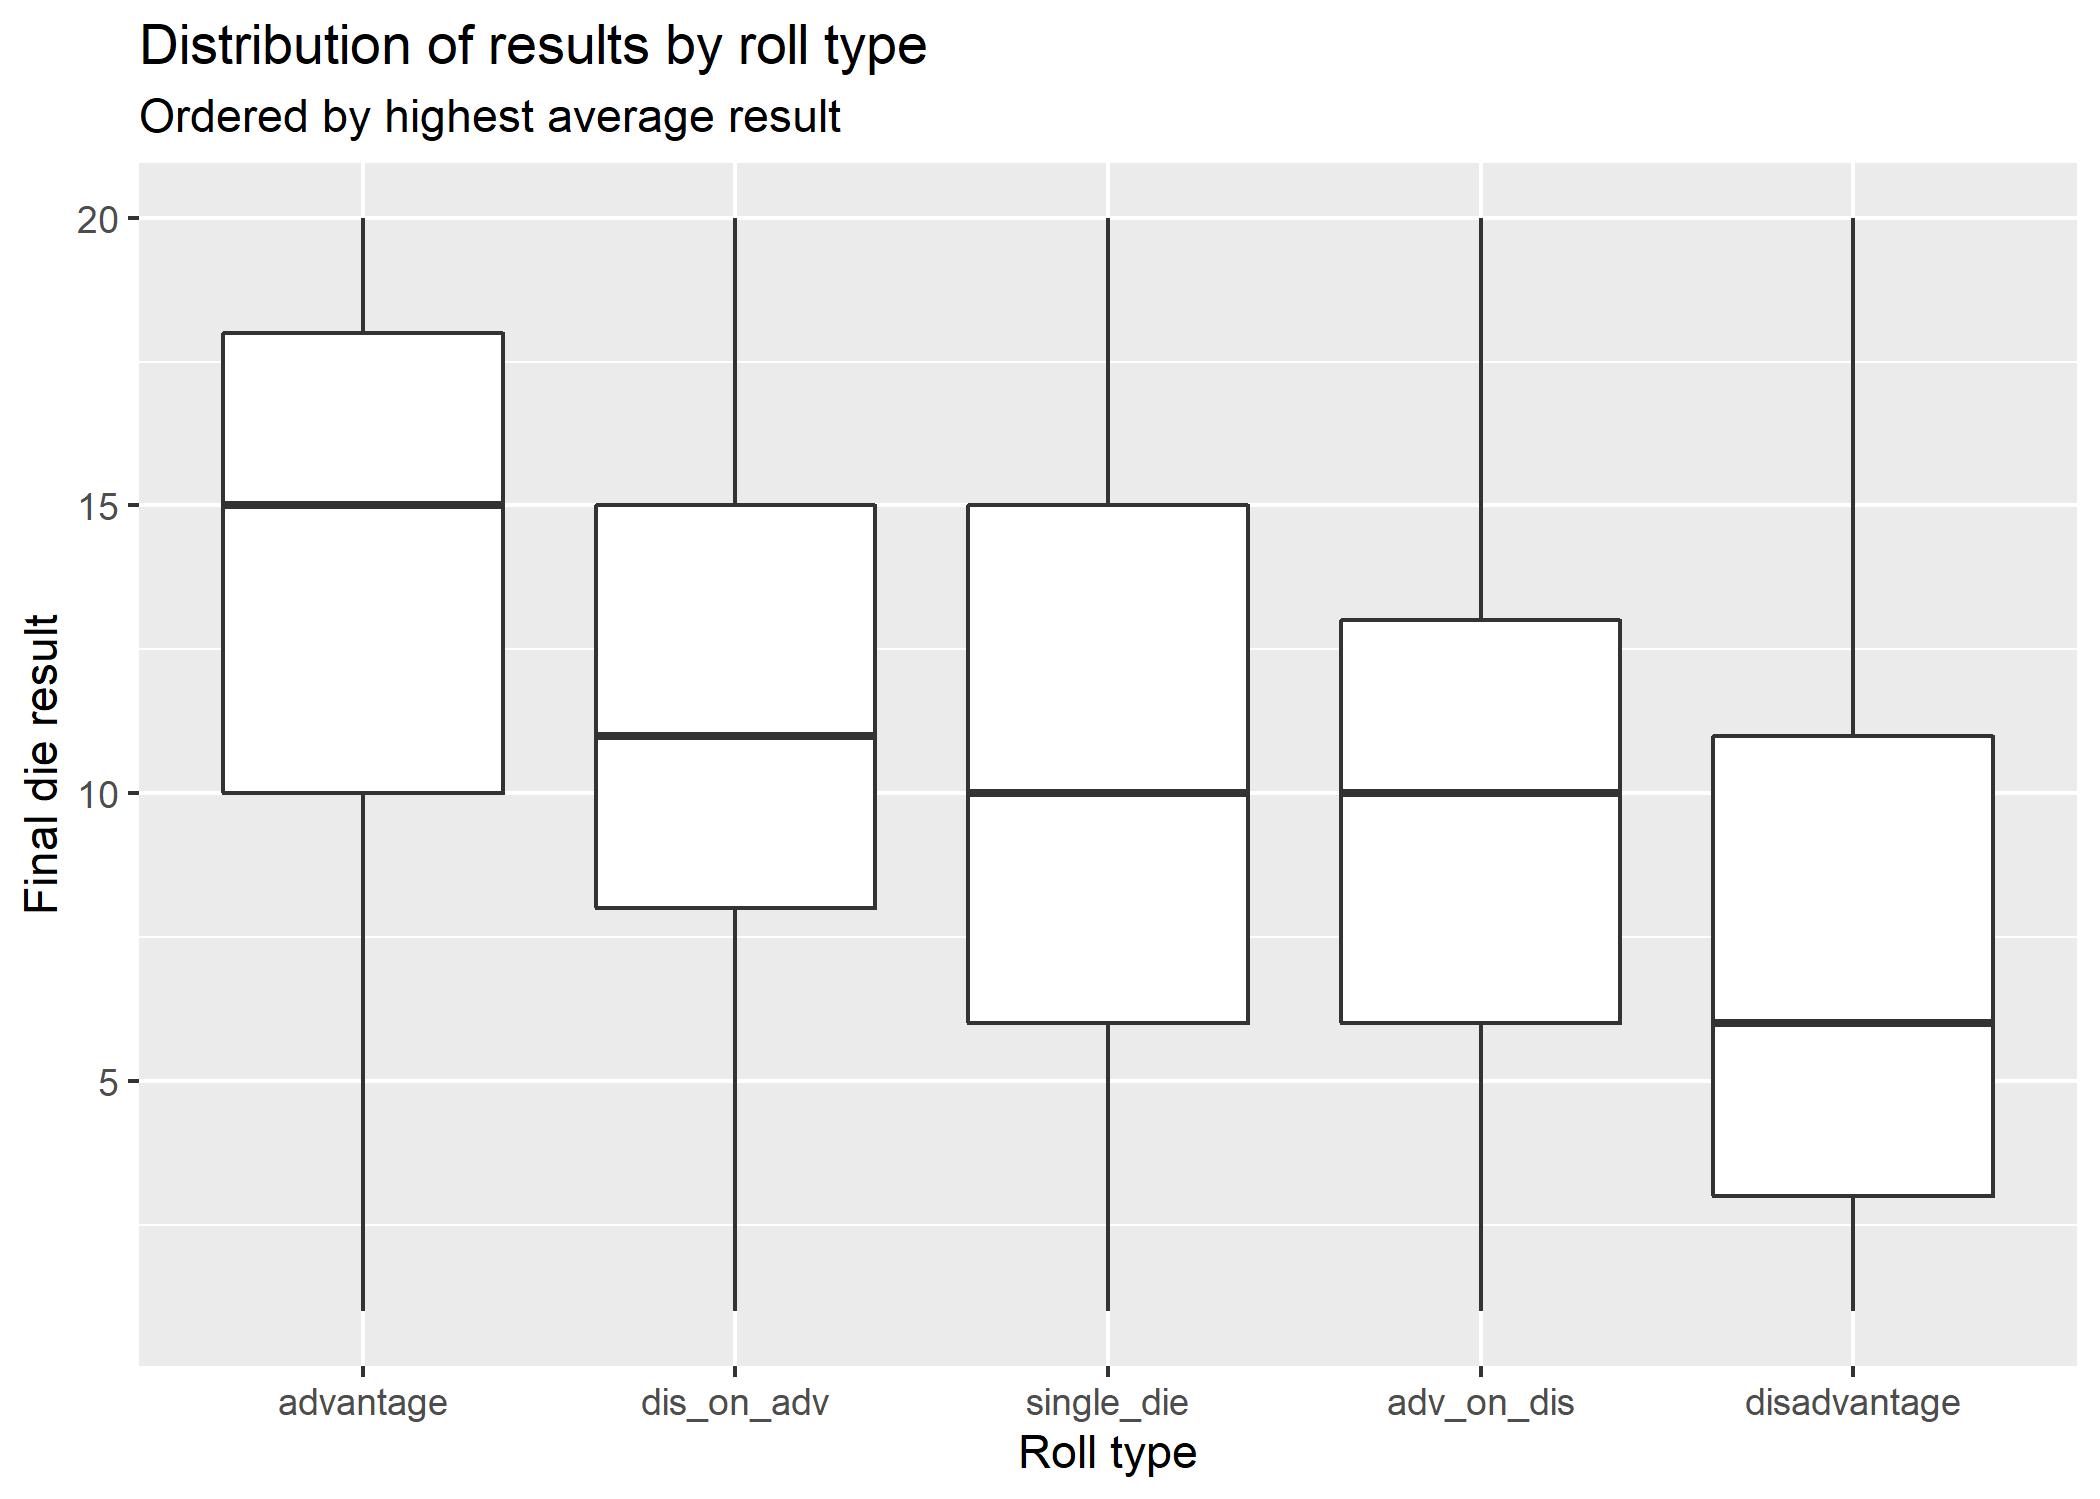 Distribution of results by roll type
Ordered by highest average result
Final die result
20
15
10
5
advantage dis_on_adv single_die adv_on_dis disadvantage
Roll type